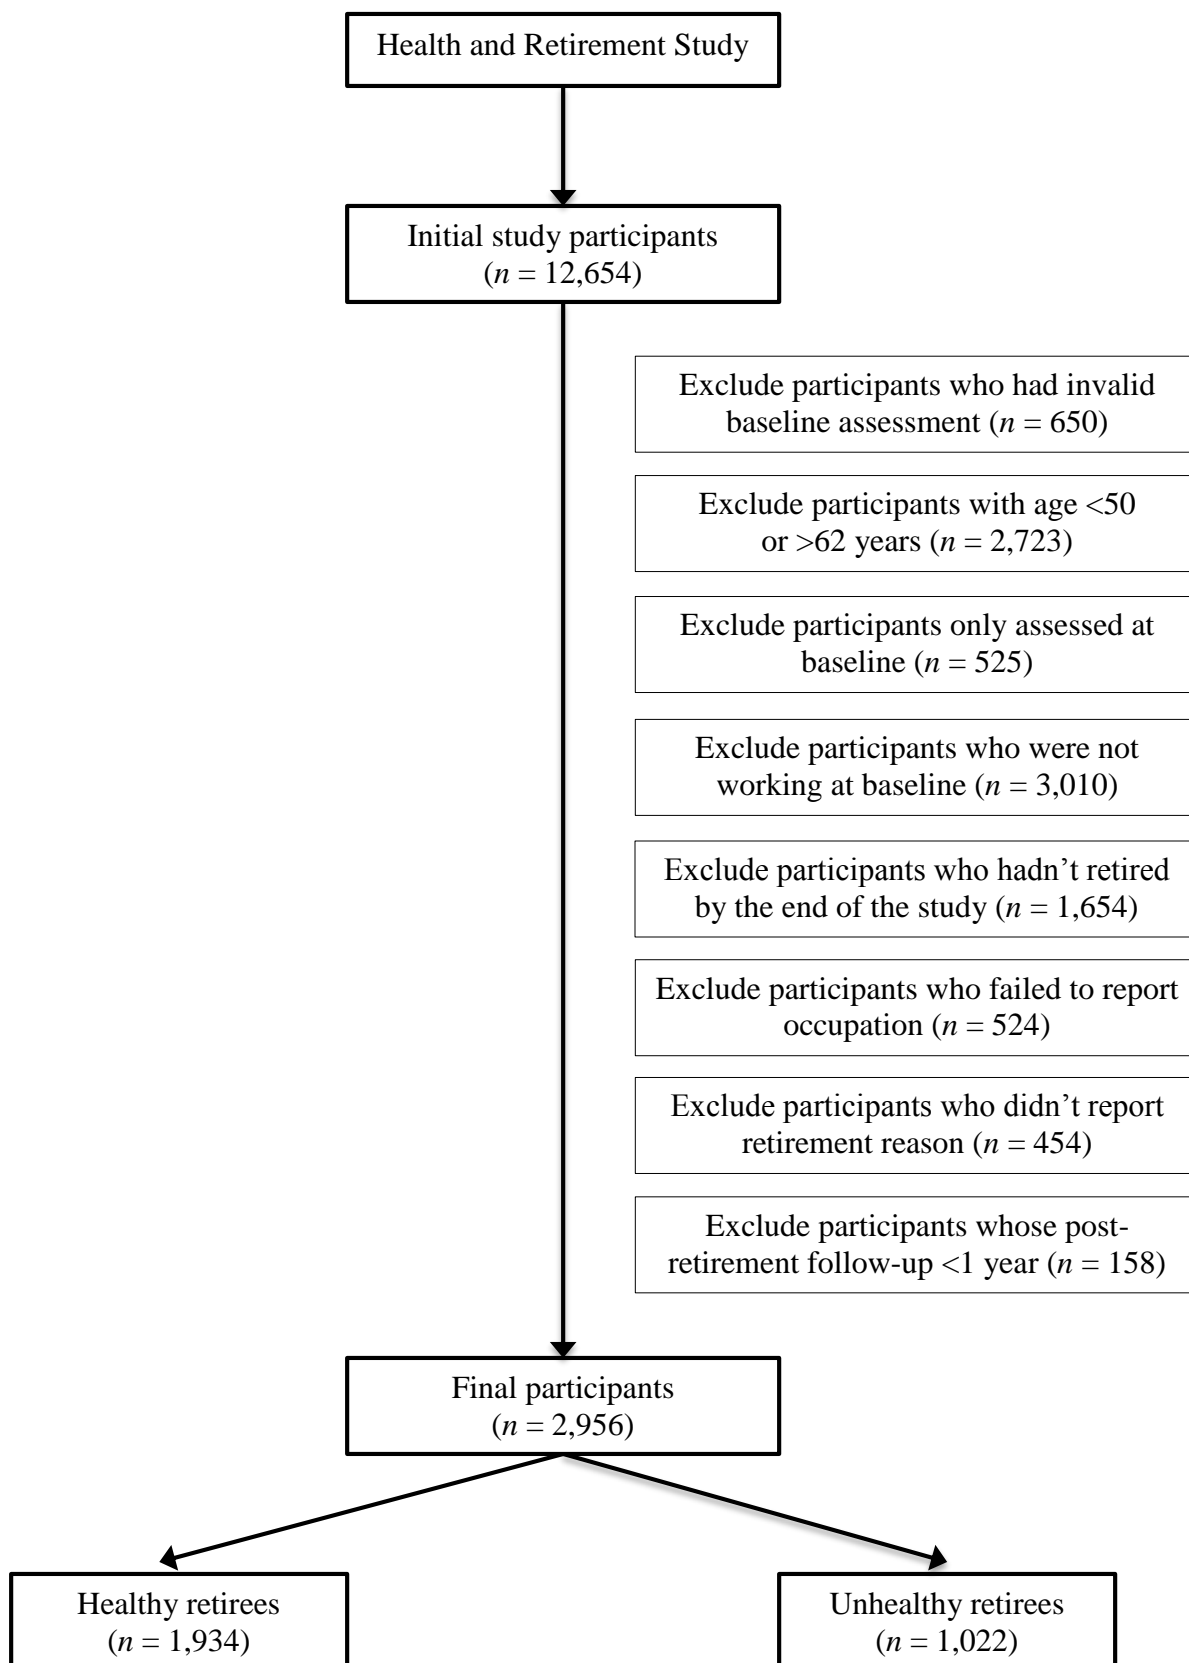 Health and Retirement Study
Initial study participants
(n = 12,654)
Exclude participants who had invalid
baseline assessment (n = 650)
Exclude participants with age <50
or >62 years (n = 2,723)
Exclude participants only assessed at
baseline (n = 525)
Exclude participants who were not
working at baseline (n = 3,010)
Exclude participants who hadn’t retired
by the end of the study (n = 1,654)
Exclude participants who failed to report
occupation (n = 524)
Exclude participants who didn’t report
retirement reason (n = 454)
Exclude participants whose post-
retirement follow-up <1 year (n = 158)
Final participants
(n = 2,956)
Healthy retirees
(n = 1,934)
Unhealthy retirees
(n = 1,022)